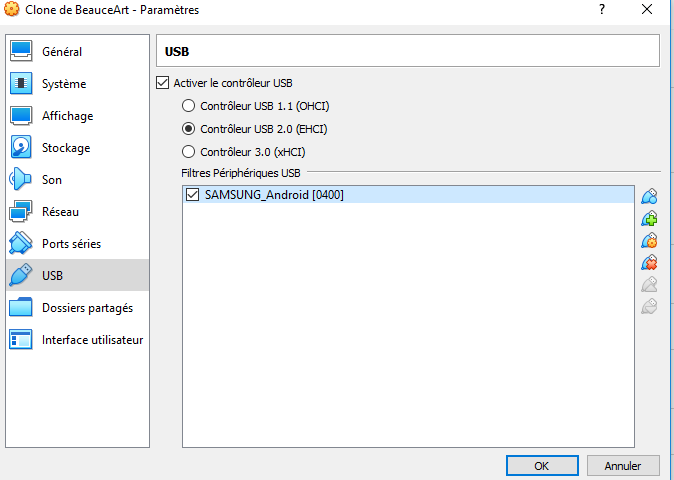 Clone de BeauceArt - Paramètres
?
Général
Système
Affichage
Stockage
Son
Réseau
Ports séries
USB
Dossiers partagés
Interface utilisateur
USB
Activer le contrôleur USB
Contrôleur USB 1.1 (OHCI)
Contrôleur USB 2.0 (EHCI)
Contrôleur 3.0 (xHCI)
Filtres Périphériques USB
SAMSUNG_Android [0400]
OK
Annuler